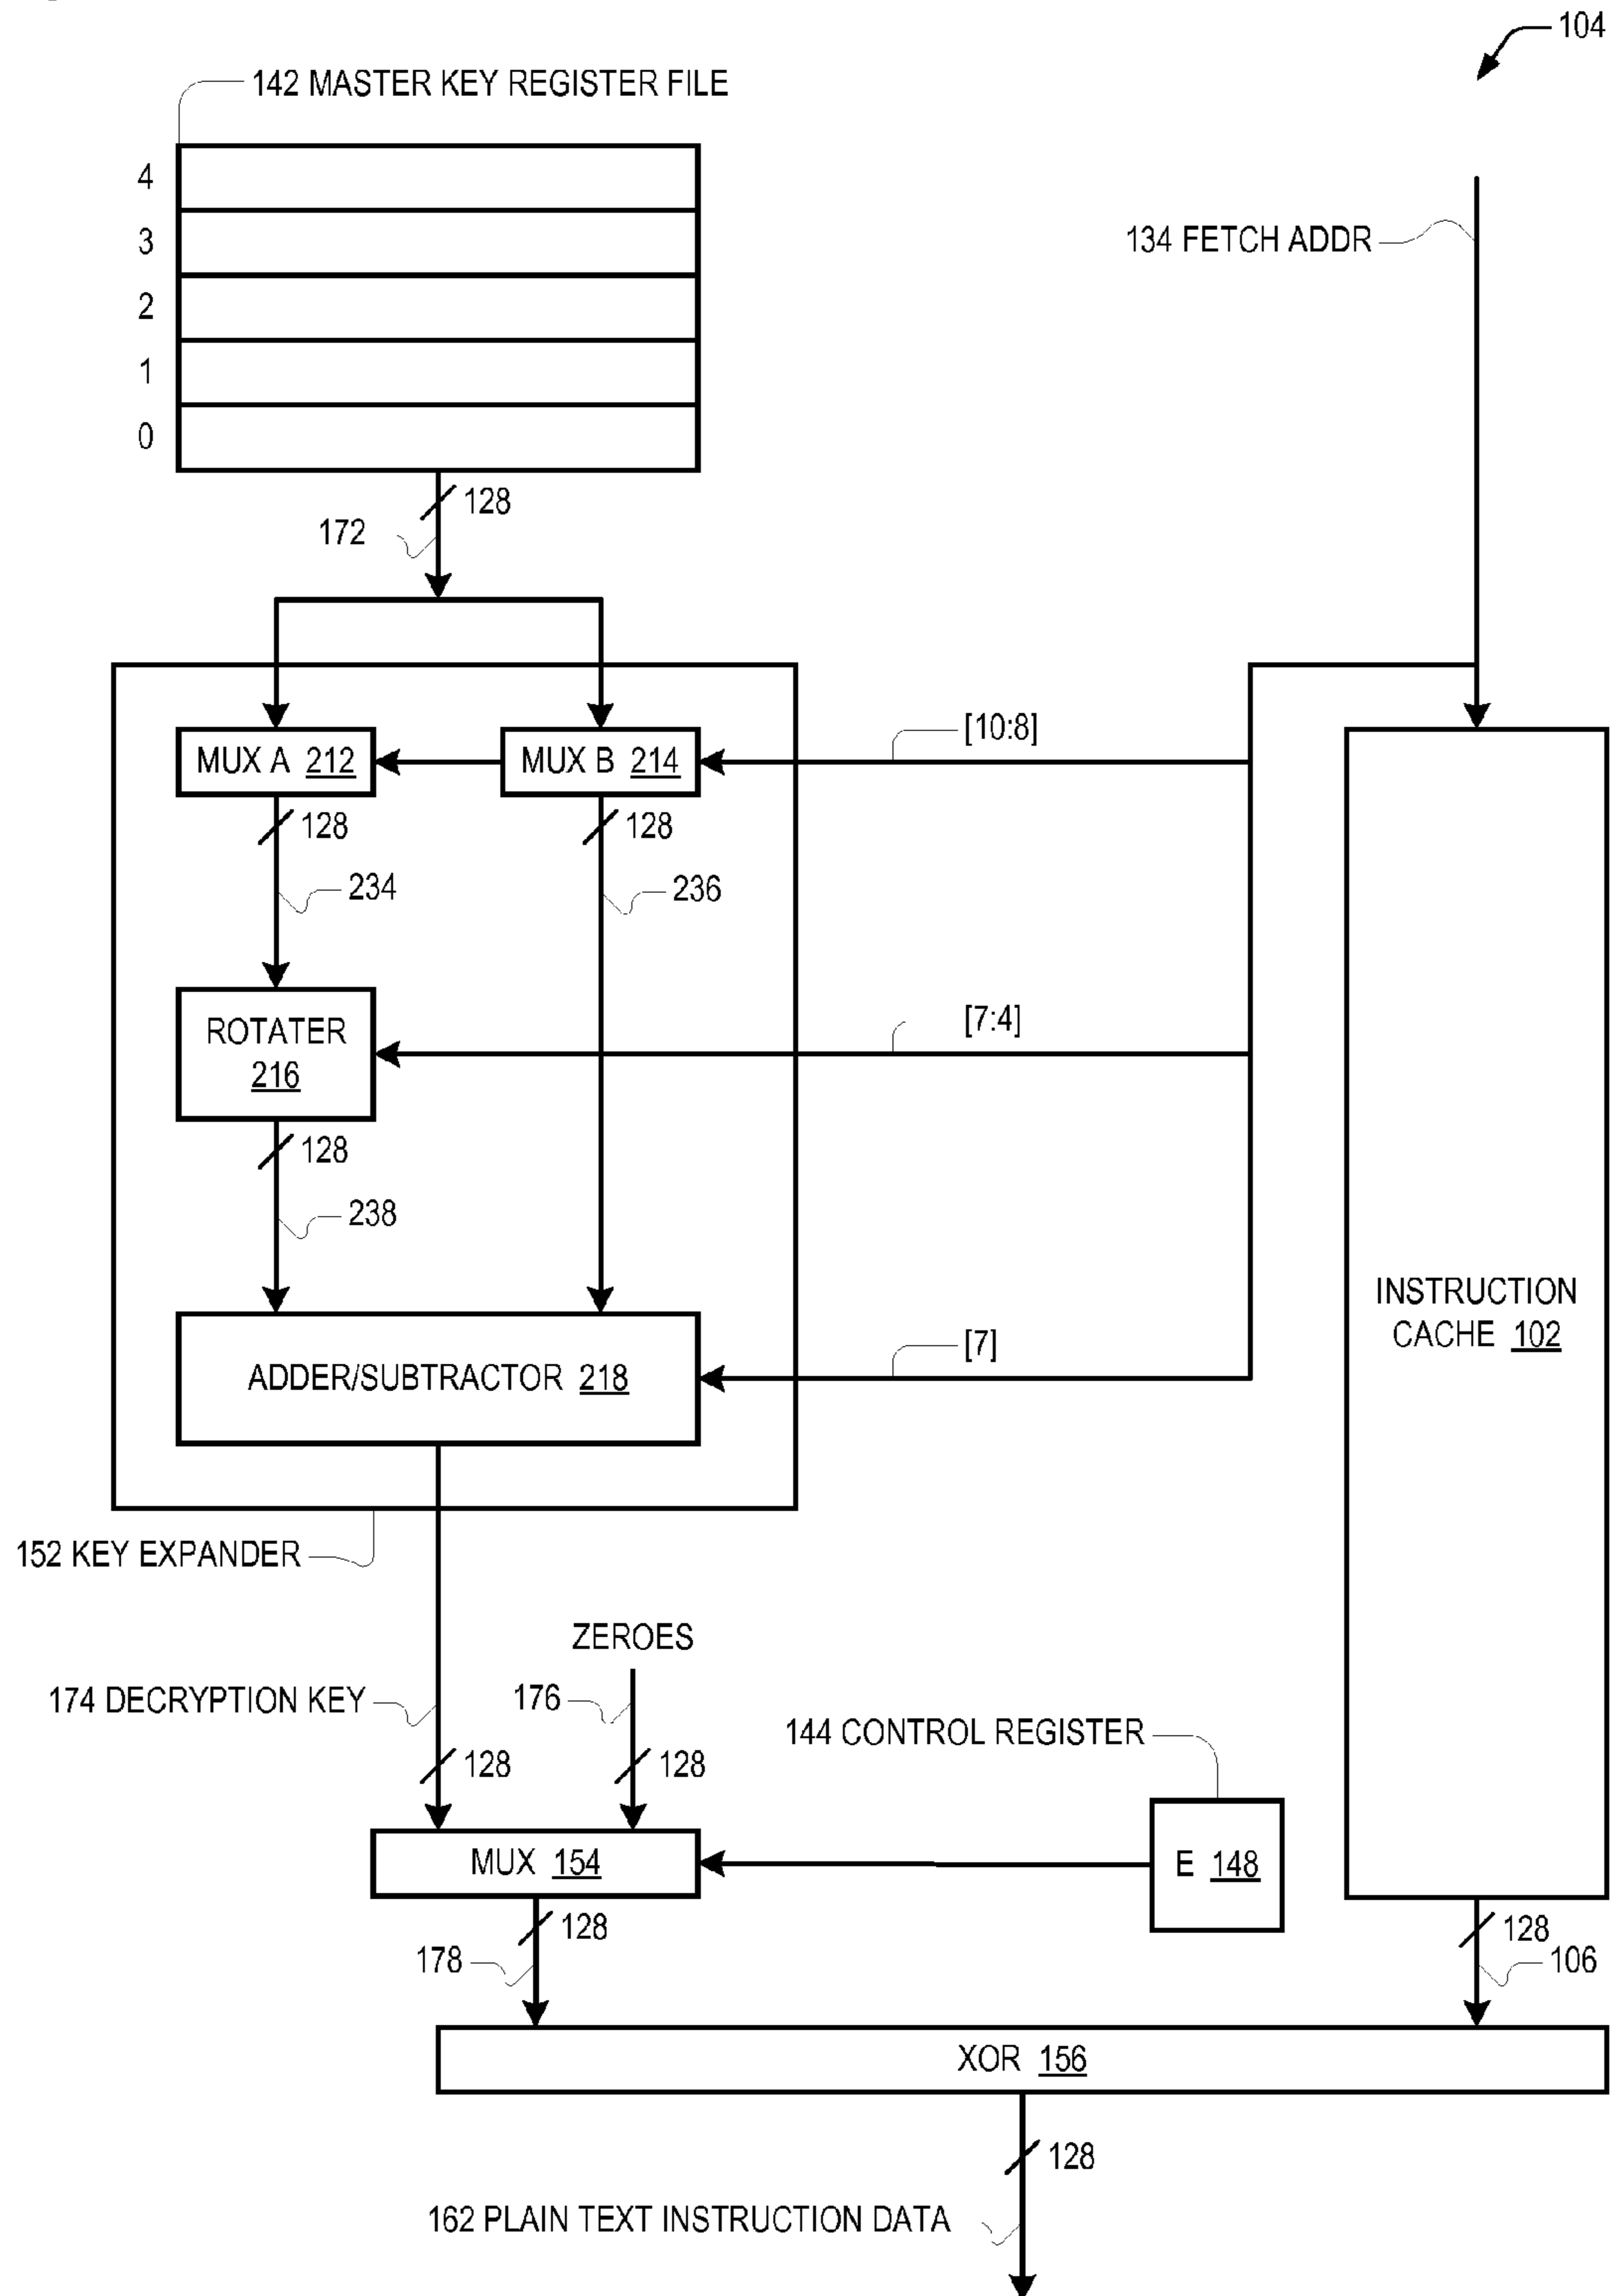 104
142 MASTER KEY REGISTER FILE
4
3
134 FETCH ADDR
2
1
0
128
172
[10:8]
MUX A 212
MUX B 214
128
128
234
236
[7:4]
ROTATER
216
128
238
INSTRUCTION
CACHE 102
[7]
ADDER/SUBTRACTOR 218
152 KEY EXPANDER
ZEROES
174 DECRYPTION KEY
176
144 CONTROL REGISTER
128
128
MUX 154
E 148
128
128
178
106
XOR 156
128
162 PLAIN TEXT INSTRUCTION DATA